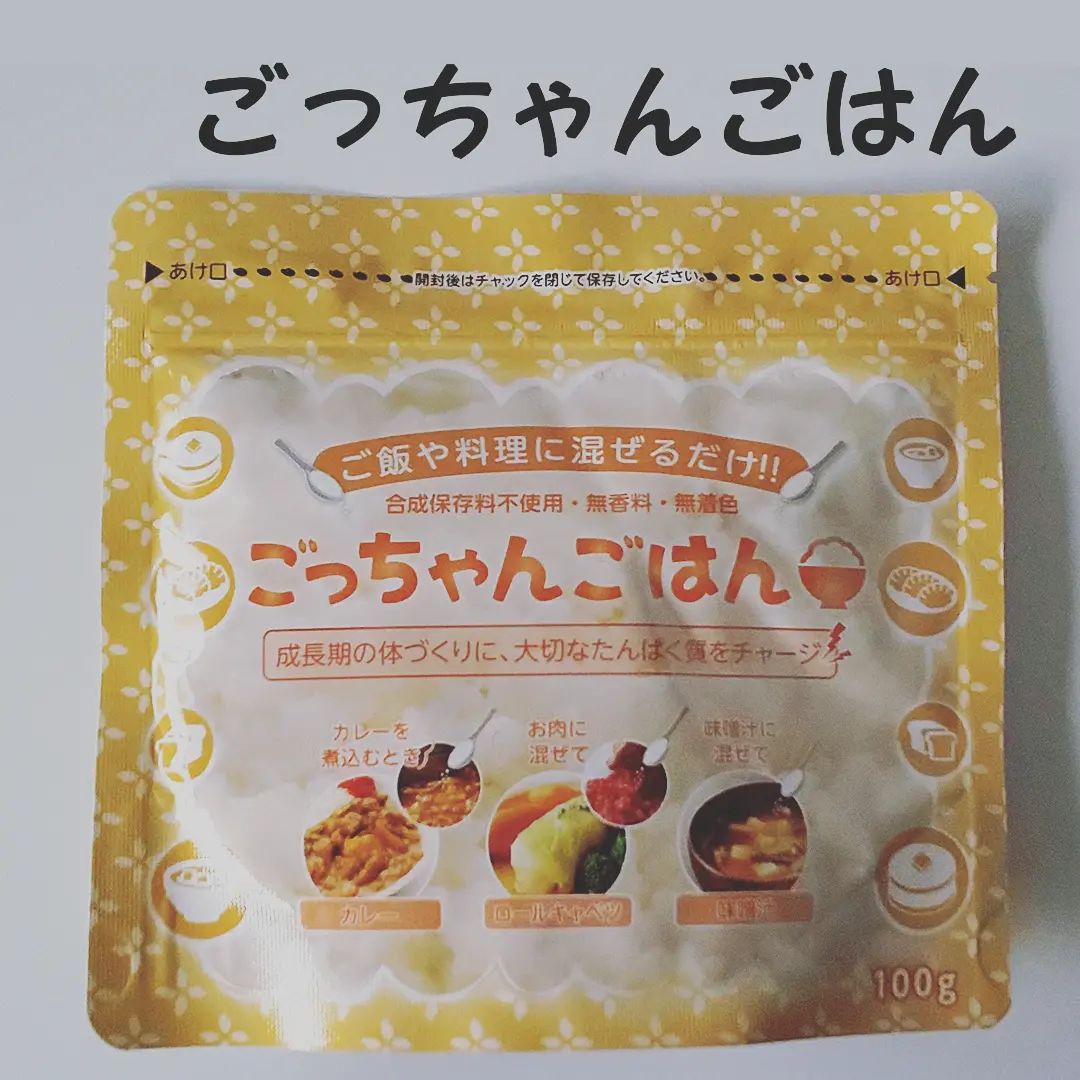 ごっちゃんごはん
▶あけ口
開封後はチャックを閉じて保存してください。
あけ口◀
ご飯や料理に混ぜるだけ!!
合成保存料不使用・無香料・無着色
ごっちゃんごはん
成長期の体づくりに、大切なたんぱく質をチャージ
カレーを
煮込むとき
お肉に
混ぜて
味噌汁に
混ぜて
カレー
ロールキャベツ
味噌汁
100g